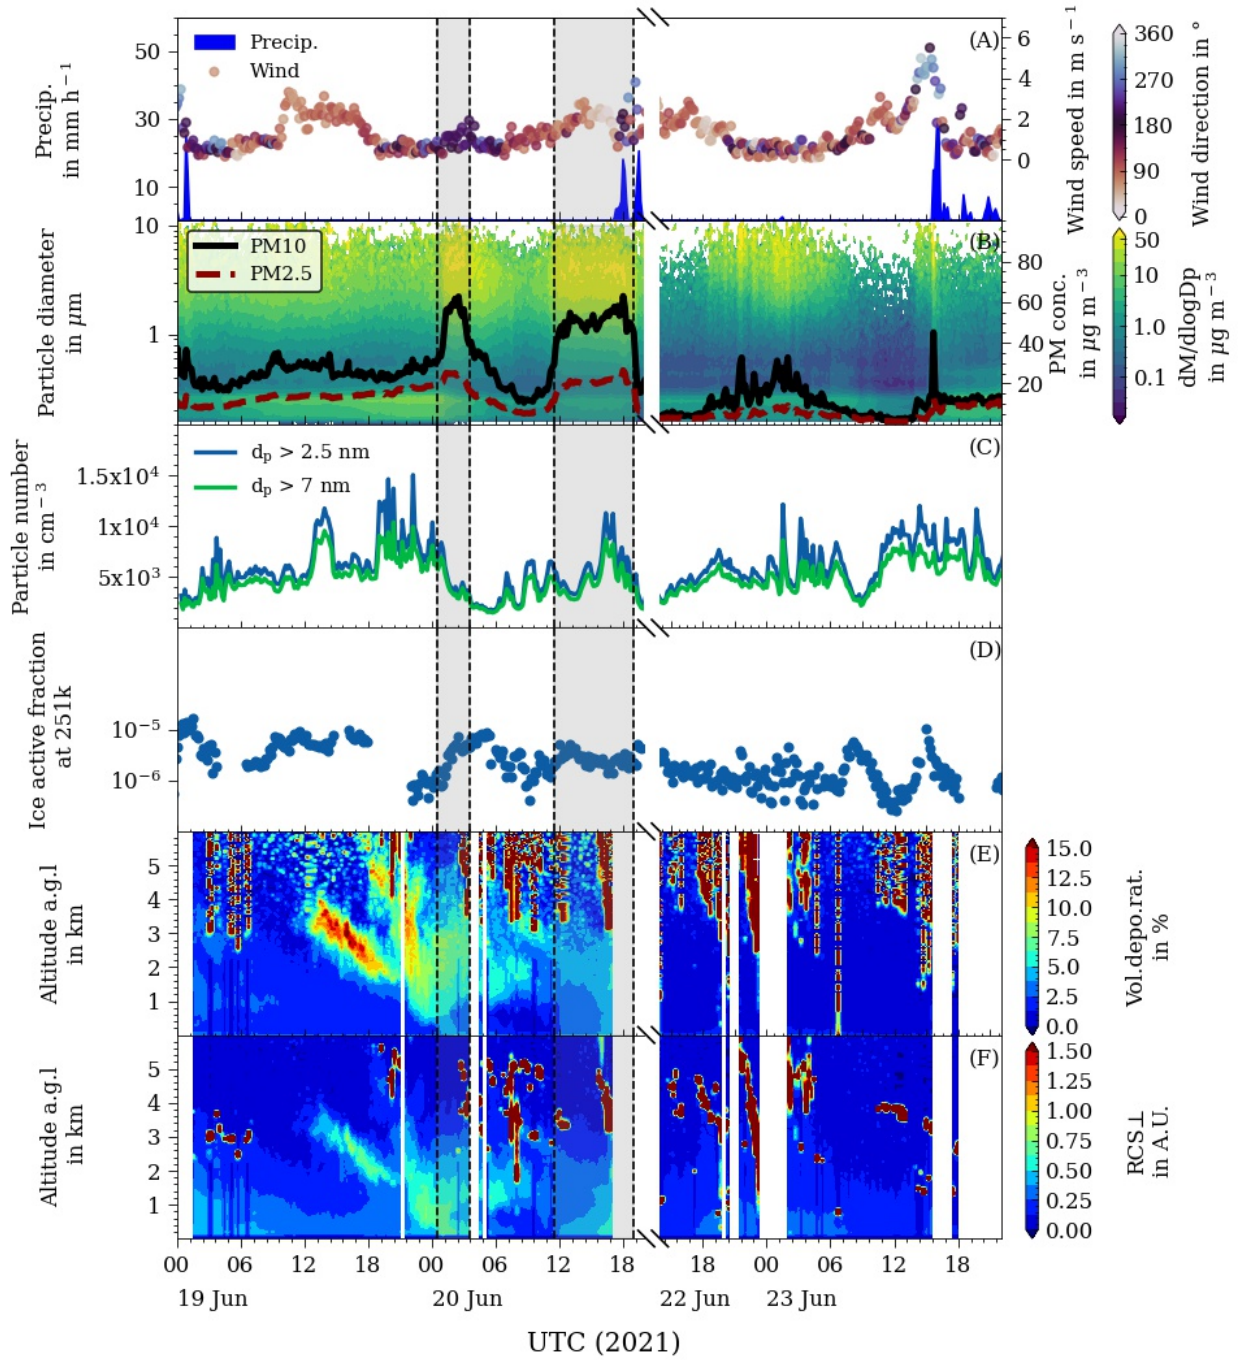 Precip.
in mm h⁻¹
50
30
10
Precip.
Wind
(A)
6
4
2
0
Wind speed in m s⁻¹
360
270
180
90
0
Wind direction in °
Particle diameter
in μm
10
1
PM10
PM2.5
(B)
80
60
40
20
PM conc.
in μg m⁻³
50
10
1.0
0.1
dM/dlogDp
in μg m⁻³
Particle number
in cm⁻³
1.5x10⁴
1x10⁴
5x10³
dₚ > 2.5 nm
dₚ > 7 nm
(C)
Ice active fraction
at 251k
10⁻⁵
10⁻⁶
(D)
Altitude a.g.l
in km
5
4
3
2
1
(E)
15.0
12.5
10.0
7.5
5.0
2.5
0.0
Vol.depo.rat.
in %
Altitude a.g.l
in km
5
4
3
2
1
(F)
1.50
1.25
1.00
0.75
0.50
0.25
0.00
RCS⊥
in A.U.
00 06 12 18 00 06 12 18 00 06 12 18
19 Jun 20 Jun 22 Jun 23 Jun
UTC (2021)